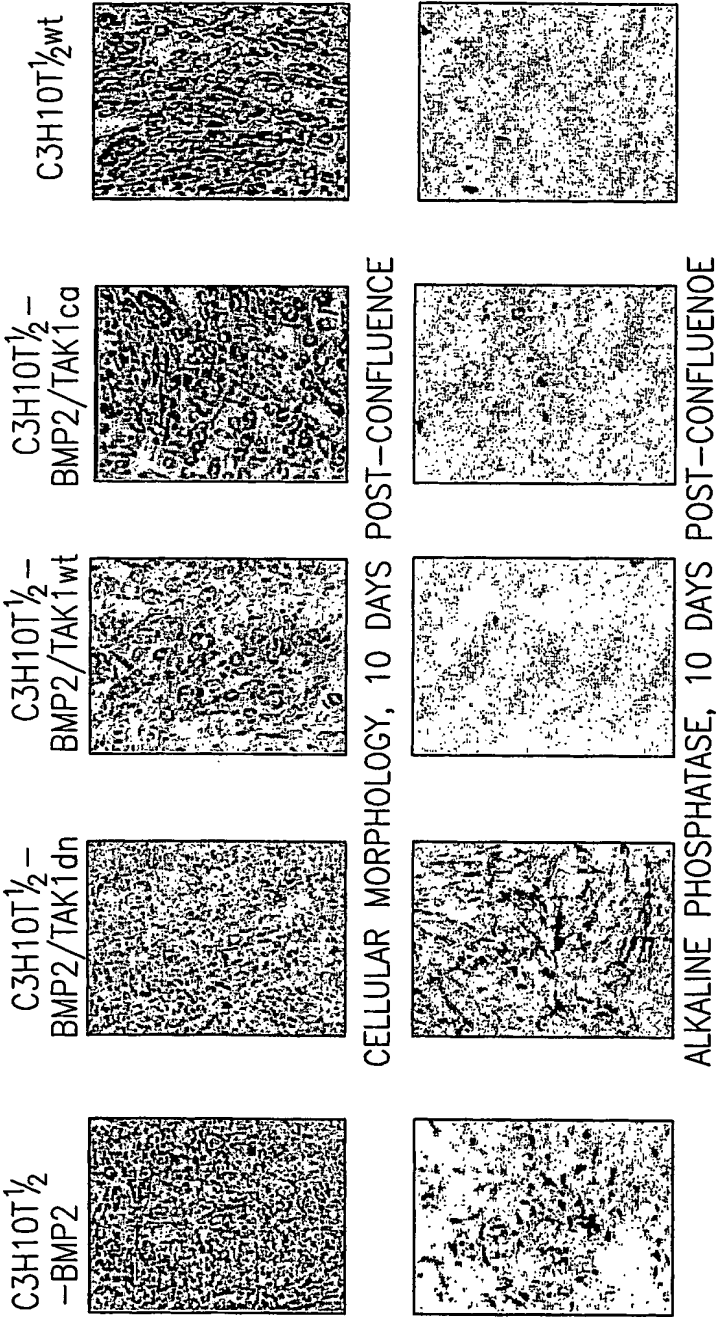 C3H10T½
-BMP2
C3H10T½-
BMP2/TAK1dn
C3H10T½-
BMP2/TAK1wt
C3H10T½-
BMP2/TAK1ca
C3H10T½wt
CELLULAR MORPHOLOGY, 10 DAYS POST-CONFLUENCE
ALKALINE PHOSPHATASE, 10 DAYS POST-CONFLUENOE